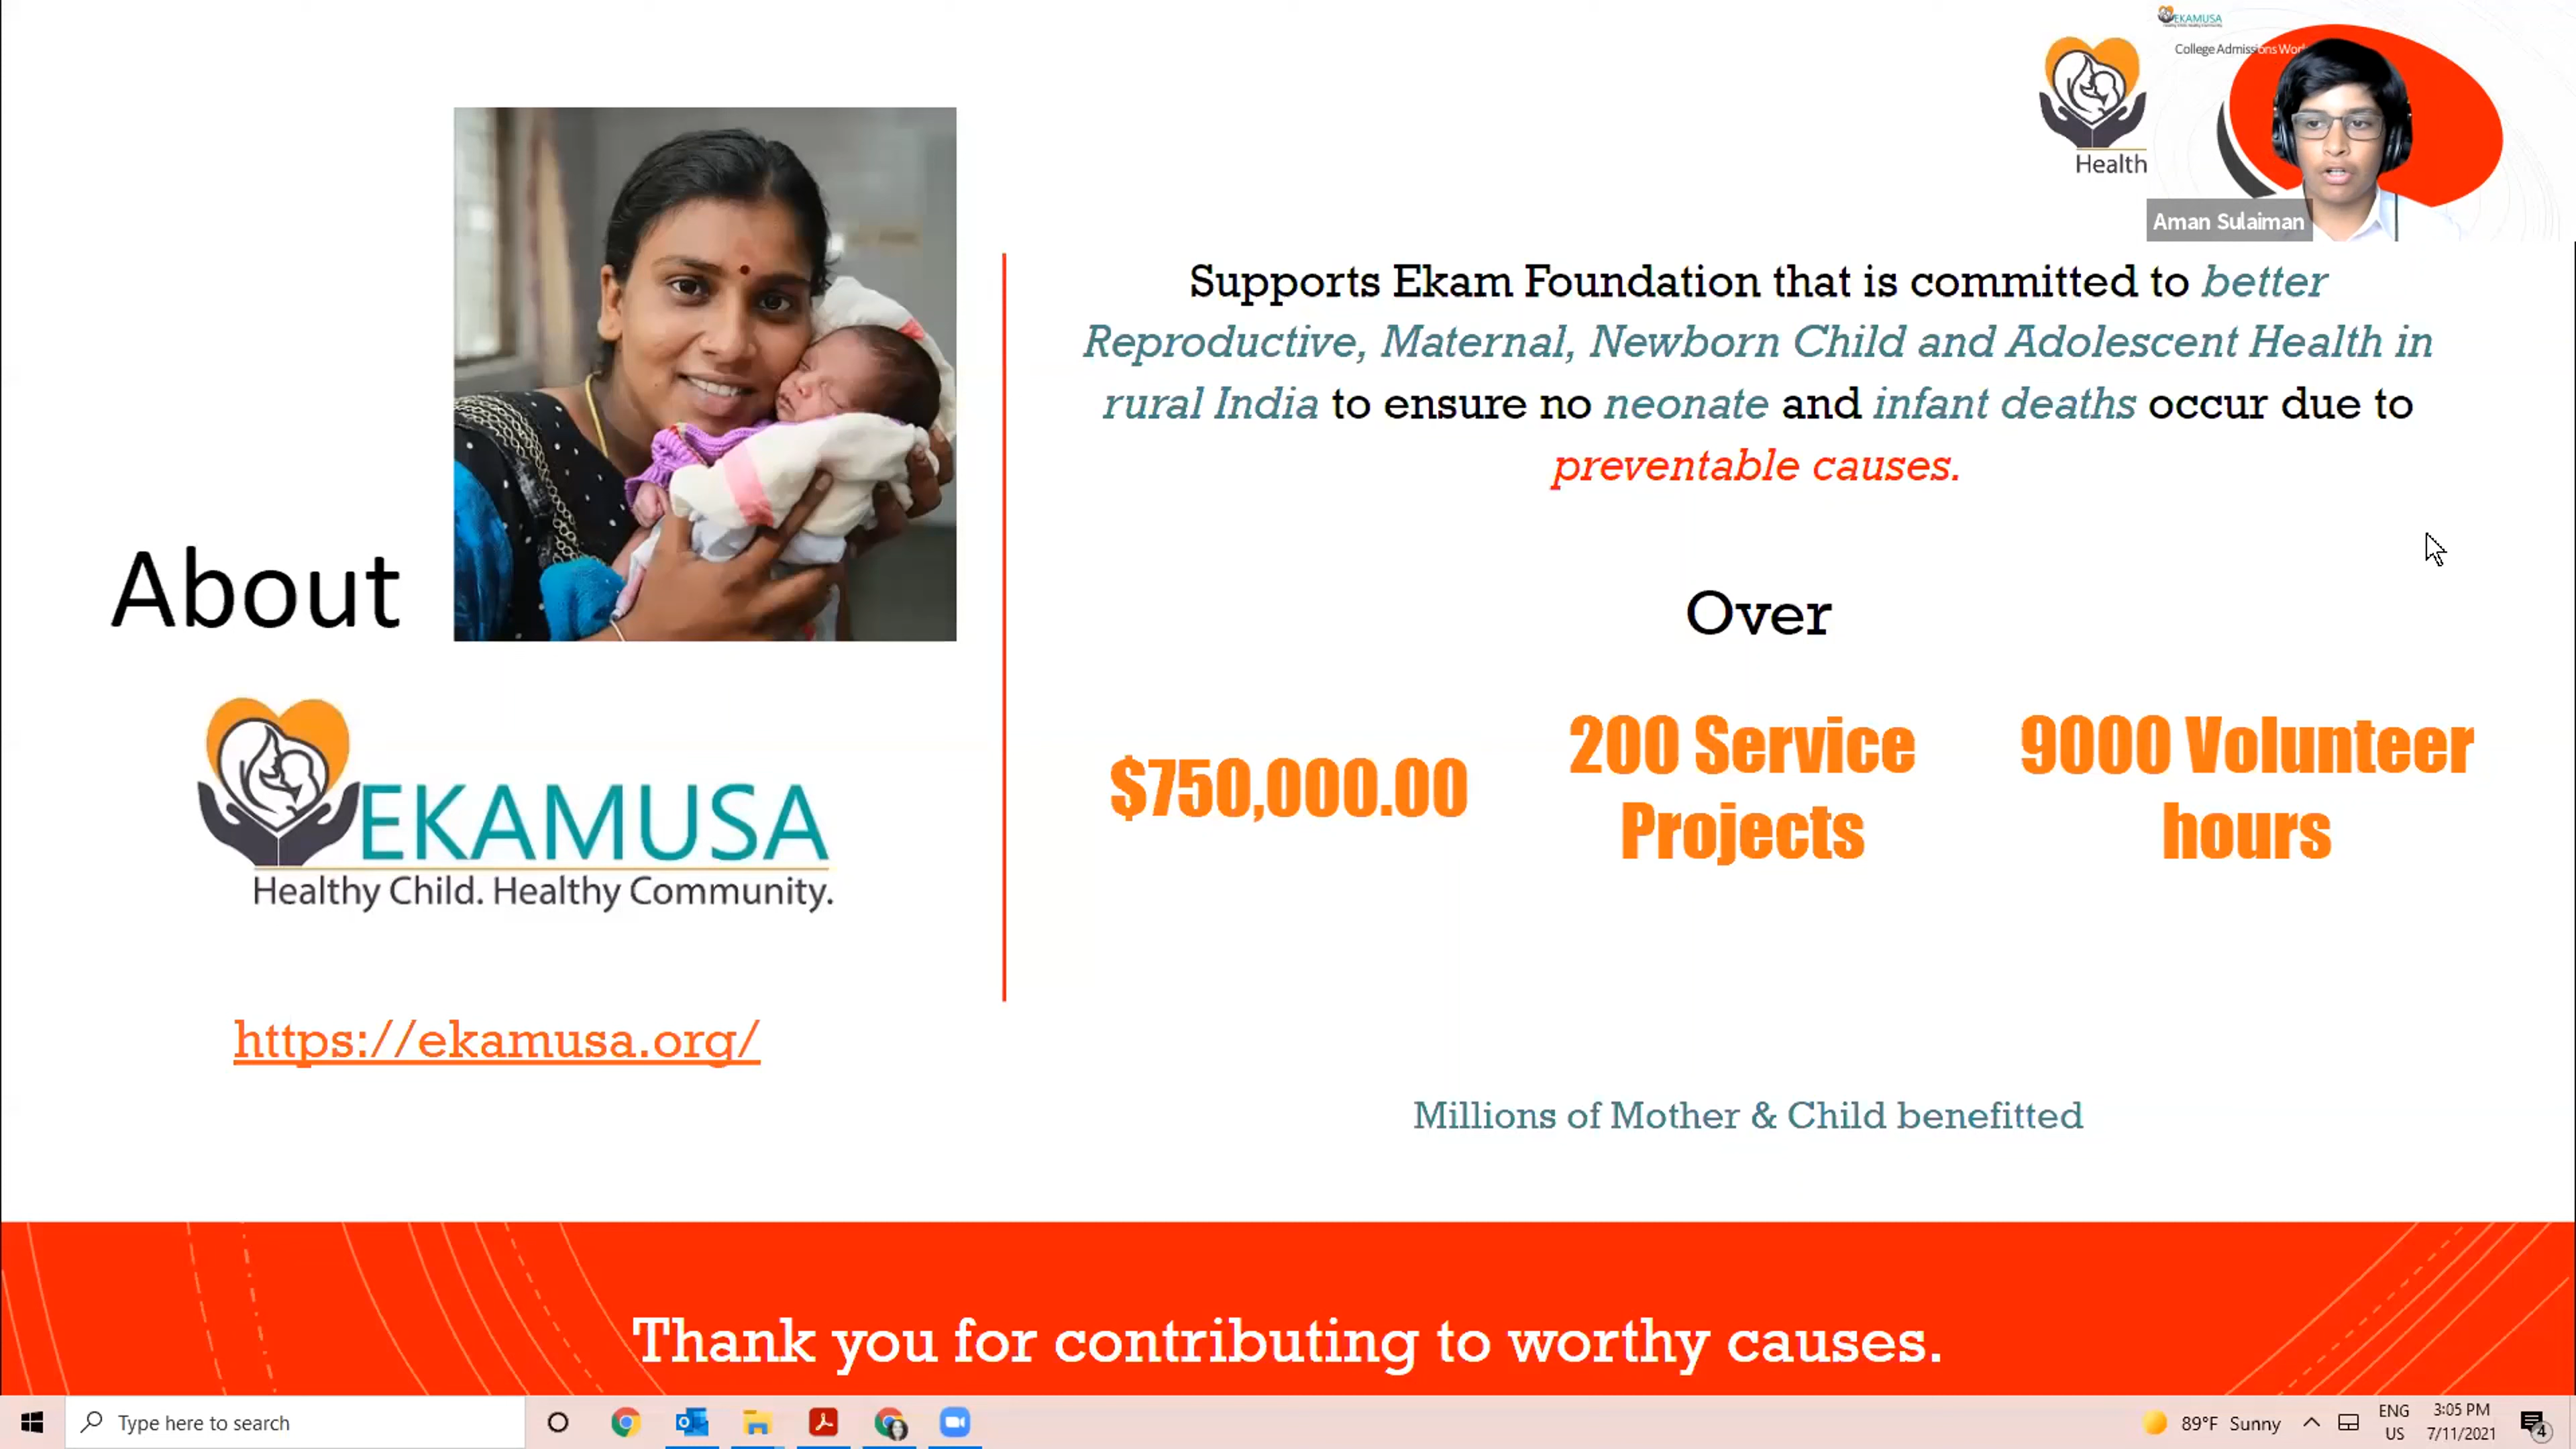 EKAMUSA
College Admissions Wor
Health
Aman Sulaiman
Supports Ekam Foundation that is committed to better
Reproductive, Maternal, Newborn Child and Adolescent Health in
rural India to ensure no neonate and infant deaths occur due to
preventable causes.
About
Over
$750,000.00
200 Service
Projects
9000 Volunteer
hours
EKAMUSA
Healthy Child. Healthy Community.
https://ekamusa.org/
Millions of Mother & Child benefitted
Thank you for contributing to worthy causes.
Type here to search
89°F Sunny
ENG
US
3:05 PM
7/11/2021
4